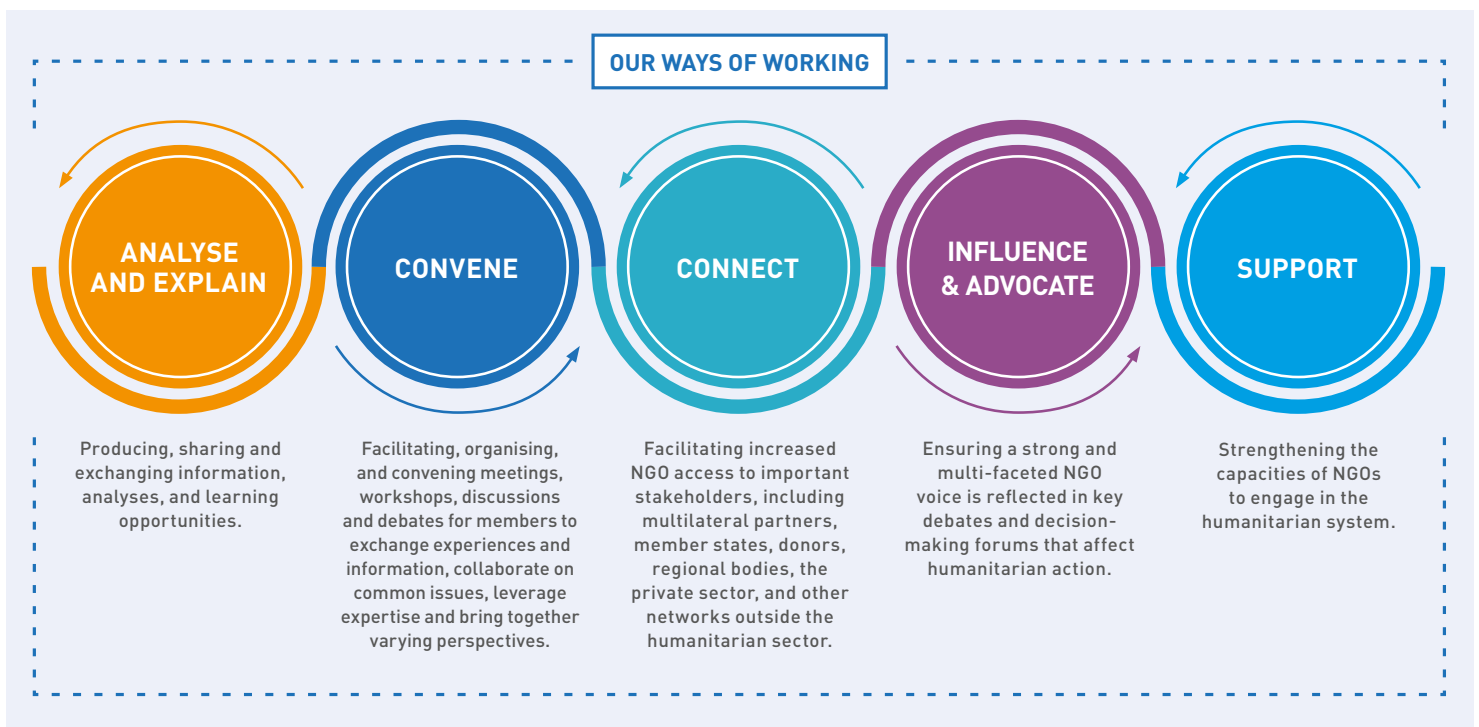 OUR WAYS OF WORKING
ANALYSE
AND EXPLAIN
Producing, sharing and
exchanging information,
analyses, and learning
opportunities.
CONVENE
Facilitating, organising,
and convening meetings,
workshops, discussions
and debates for members to
exchange experiences and
information, collaborate on
common issues, leverage
expertise and bring together
varying perspectives.
CONNECT
Facilitating increased
NGO access to important
stakeholders, including
multilateral partners,
member states, donors,
regional bodies, the
private sector, and other
networks outside the
humanitarian sector.
INFLUENCE
& ADVOCATE
Ensuring a strong and
multi-faceted NGO
voice is reflected in key
debates and decision-
making forums that affect
humanitarian action.
SUPPORT
Strengthening the
capacities of NGOs
to engage in the
humanitarian system.